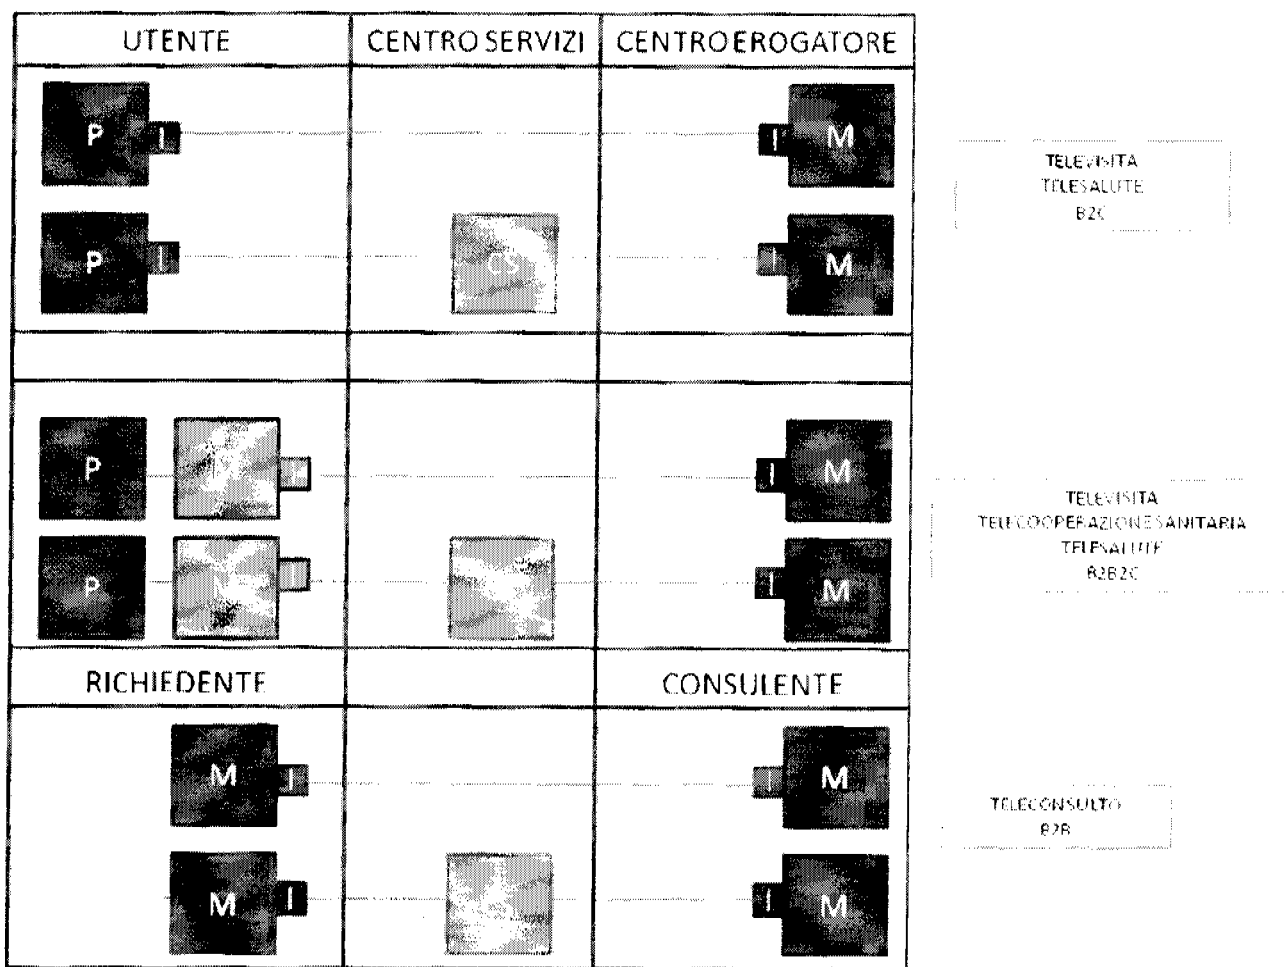 UTENTE CENTRO SERVIZI CENTRO EROGATORE
P I I M
TELEVISITA
TELESALUTE
B2C
P I CS I M
P I M
TELEVISITA
TELECOOPERAZIONE SANITARIA
TELESALUTE
B2B2C
P I M
RICHIEDENTE CONSULENTE
M I I M
TELECONSULTO
B2B
M I I M